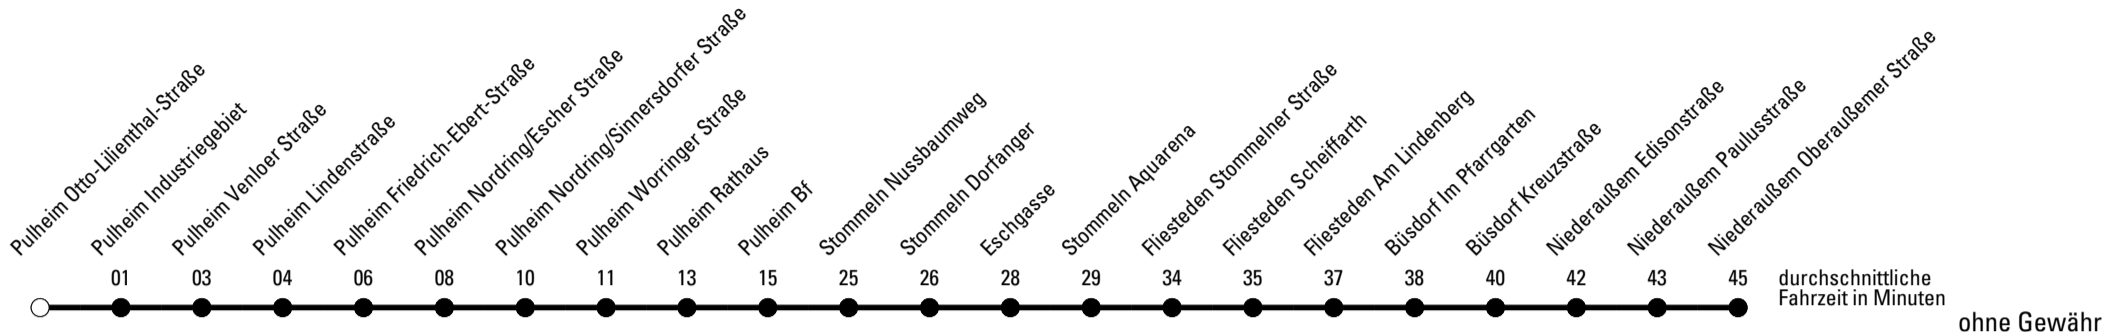 Pulheim Otto-Lilienthal-Straße
Pulheim Industriegebiet
Pulheim Venloer Straße
Pulheim Lindenstraße
Pulheim Friedrich-Ebert-Straße
Pulheim Nordring/Escher Straße
Pulheim Nordring/Sinnersdorfer Straße
Pulheim Worringer Straße
Pulheim Rathaus
Pulheim Bf
Stommeln Nussbaumweg
Stommeln Dorfanger
Eschgasse
Stommeln Aquarena
Fliesteden Stommelner Straße
Fliesteden Scheiffarth
Fliesteden Am Lindenberg
Büsdorf Im Pfarrgarten
Büsdorf Kreuzstraße
Niederaußem Edisonstraße
Niederaußem Paulusstraße
Niederaußem Oberaußemer Straße
01 03 04 06 08 10 11 13 15 25 26 28 29 34 35 37 38 40 42 43 45
durchschnittliche
Fahrzeit in Minuten
ohne Gewähr